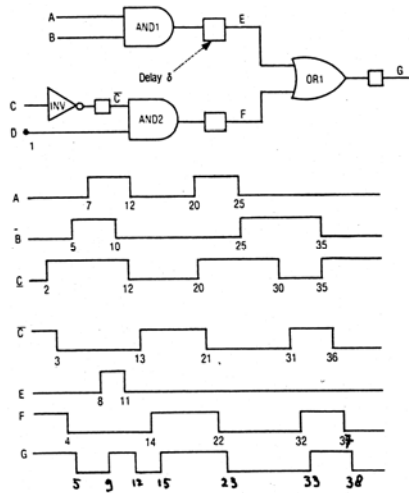 A
B
AND1
E
Delay δ
OR1
G
C
INV
C̅
AND2
F
D
1
A
7 12 20 25
B
5 10 25 35
C
2 12 20 30 35
C̅
3 13 21 31 36
E
8 11
F
4 14 22 32 37
G
5 9 12 15 23 33 38